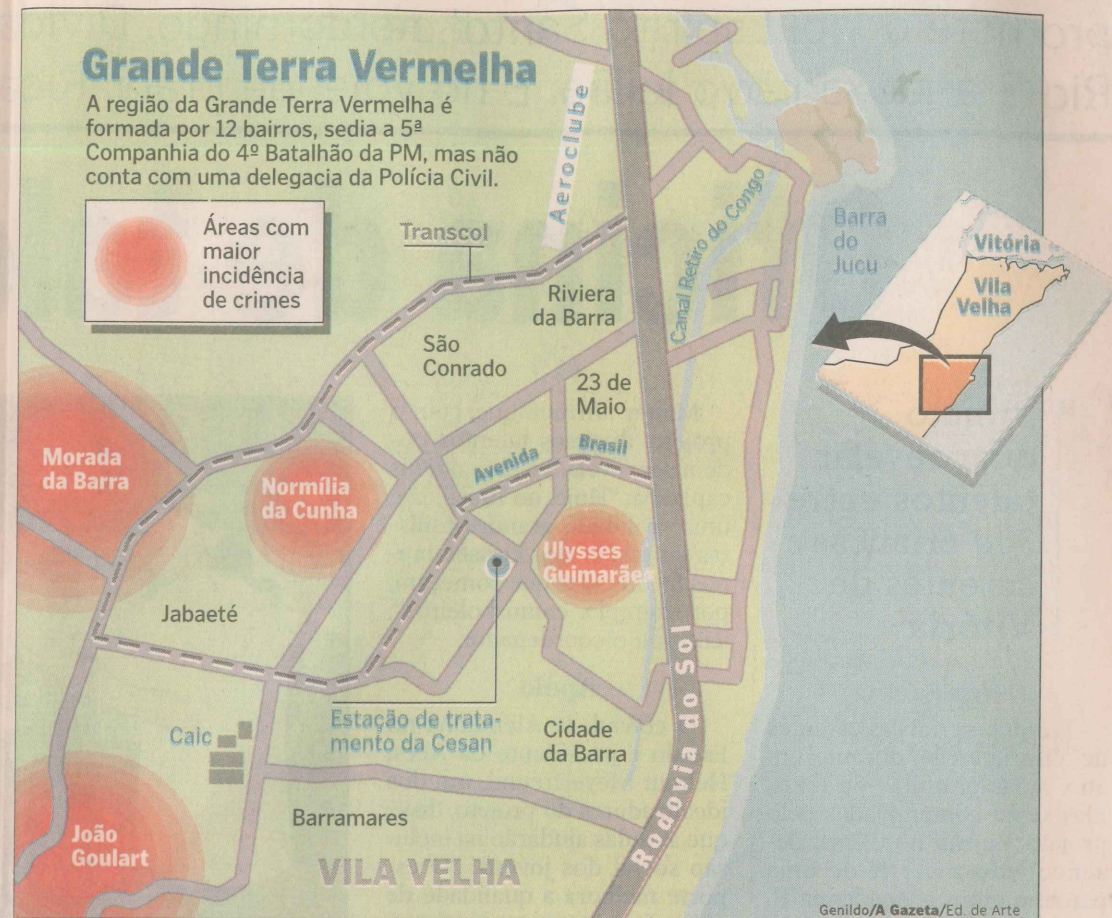 Grande Terra Vermelha
A região da Grande Terra Vermelha é
formada por 12 bairros, sedia a 5ª
Companhia do 4º Batalhão da PM, mas não
conta com uma delegacia da Polícia Civil.
Áreas com
maior
incidência
de crimes
Transcol
Aeroclube
Canal Retiro do Congo
Barra
do
Jucu
Vitória
Vila
Velha
Riviera
da Barra
São
Conrado
23 de
Maio
Avenida Brasil
Morada
da Barra
Normília
da Cunha
Ulysses
Guimarães
Jabaeté
Estação de trata-
mento da Cesan
Caic
Cidade
da Barra
Rodovia do Sol
João
Goulart
Barramares
VILA VELHA
Genildo/A Gazeta/Ed. de Arte